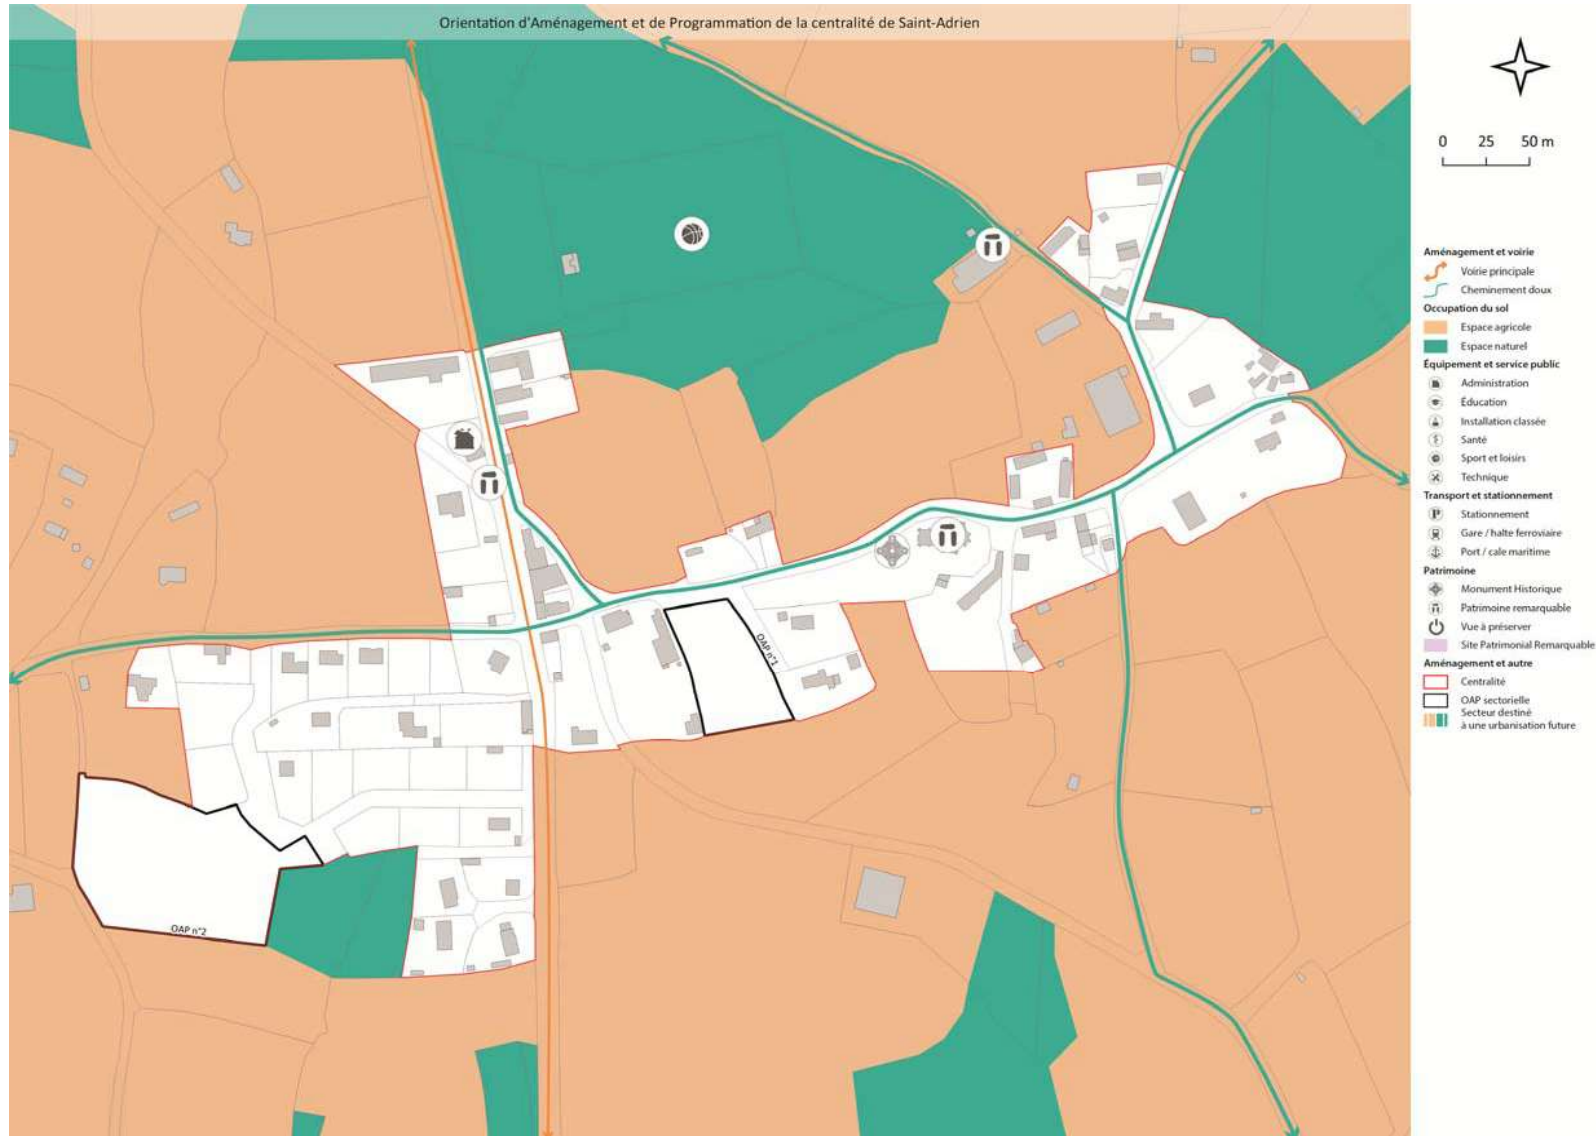 Orientation d'Aménagement et de Programmation de la centralité de Saint-Adrien
0 25 50 m
Aménagement et voirie
Voirie principale
Cheminement doux
Occupation du sol
Espace agricole
Espace naturel
Équipement et service public
Administration
Éducation
Installation classée
Santé
Sport et loisirs
Technique
Transport et stationnement
P Stationnement
Gare / halte ferroviaire
Port / cale maritime
Patrimoine
Monument Historique
Patrimoine remarquable
Vue à préserver
Site Patrimonial Remarquable
Aménagement et autre
Centralité
OAP sectorielle
Secteur destiné
à une urbanisation future
OAP n°1
OAP n°2